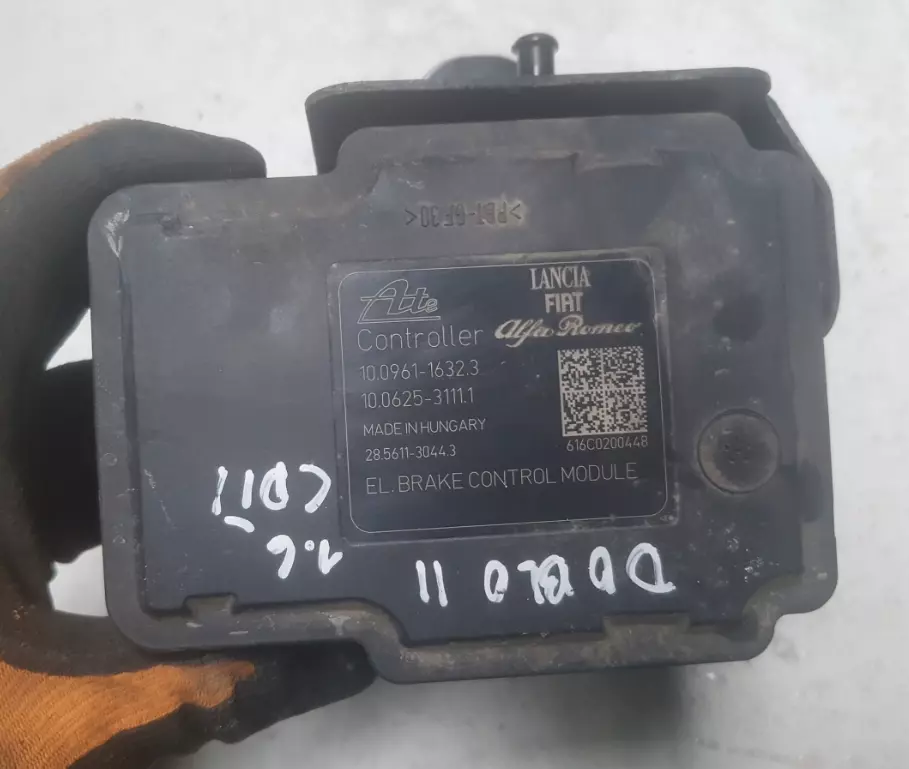 >PBT-GF30<
Ate
LANCIA
FIAT
Alfa Romeo
Controller
10.0961-1632.3
10.0625-3111.1
MADE IN HUNGARY
28.5611-3044.3
616C0200448
EL. BRAKE CONTROL MODULE
DOBLO II
1.6
CDTI